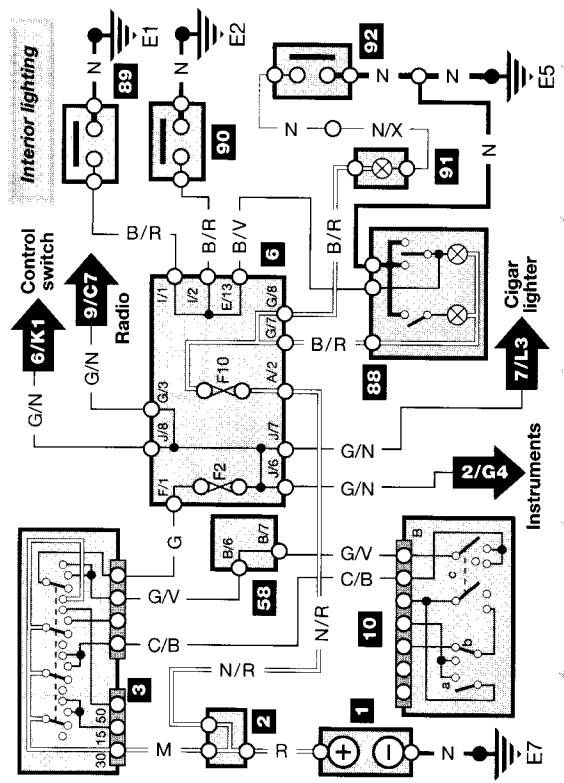 Interior lighting
E1
N
89
E2
N
90
92
N
N
E5
N
N/X
91
N
Control switch
6/K1
9/C7
Radio
G/N
G/N
B/R
B/R
B/V
B/R
6
I/1
I/2
E/13
G/8
G/7
G/3
J/8
F10
A/2
J/7
J/6
F2
F/1
B/R
88
Cigar lighter
7/L3
G/N
G/N
2/G4
Instruments
G
B/6
B/7
58
G/V
C/B
N/R
G/V
C/B
3
50
15
30
N/R
M
2
R
1
+
−
N
E7
10
B
c
b
a